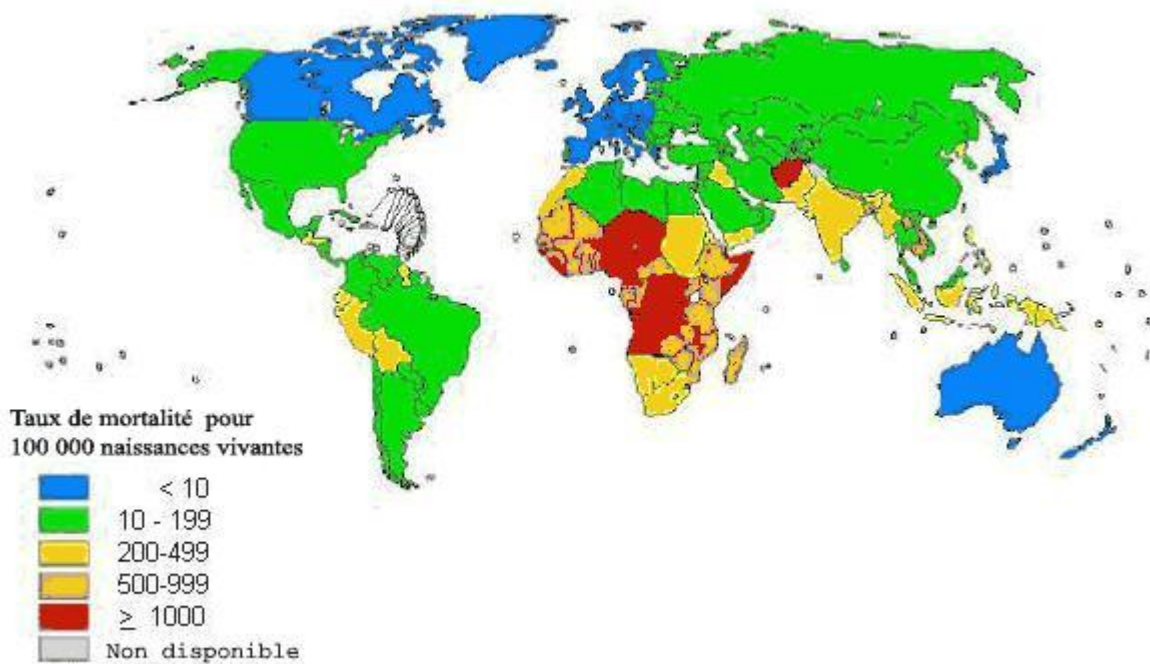 Taux de mortalité pour
100 000 naissances vivantes
< 10
10 - 199
200-499
500-999
≥ 1000
Non disponible